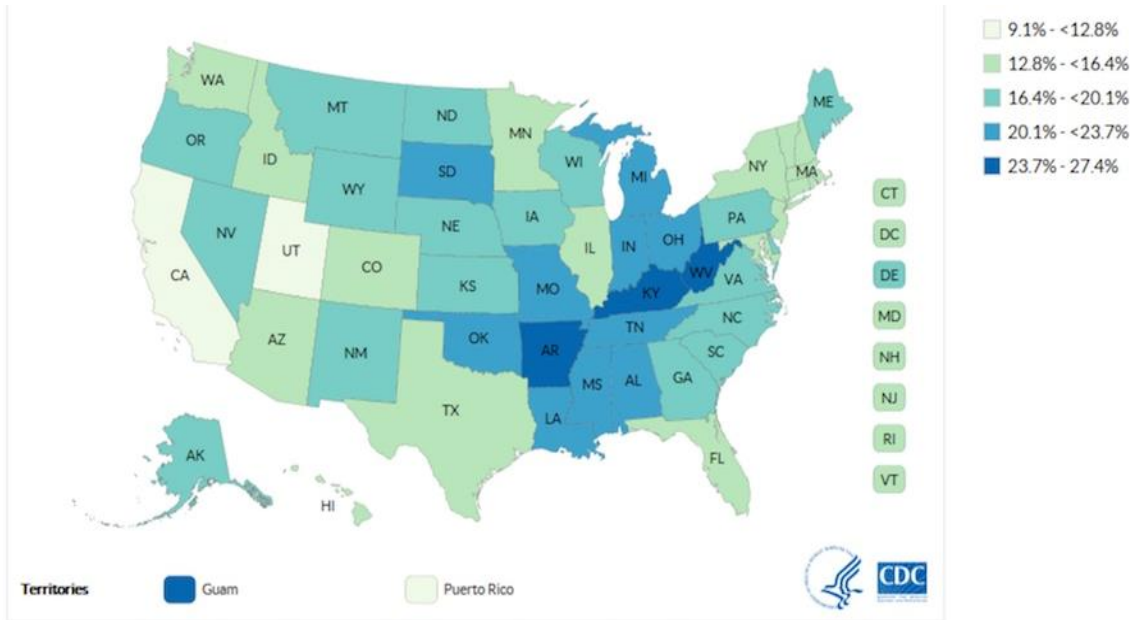 9.1% - <12.8%
12.8% - <16.4%
16.4% - <20.1%
20.1% - <23.7%
23.7% - 27.4%
WA
MT
ND
MN
ME
OR
ID
SD
WI
MI
NY
MA
WY
NE
IA
PA
NV
UT
CO
IL
IN
OH
CA
KS
MO
KY
WV
VA
AZ
NM
OK
AR
TN
NC
TX
LA
MS
AL
GA
SC
FL
AK
HI
CT
DC
DE
MD
NH
NJ
RI
VT
Territories Guam Puerto Rico
CDC